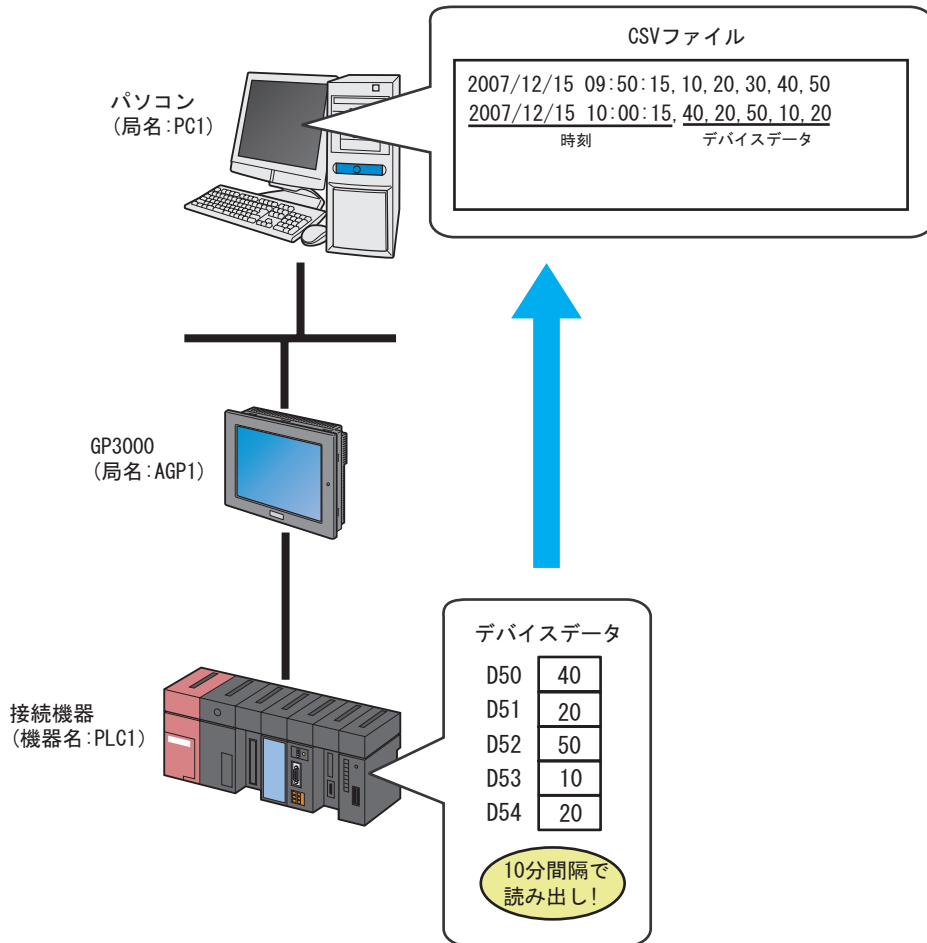 CSVファイル
2007/12/15 09:50:15,10,20,30,40,50
2007/12/15 10:00:15,40,20,50,10,20
時刻 デバイスデータ
パソコン
(局名:PC1)
GP3000
(局名:AGP1)
接続機器
(機器名:PLC1)
デバイスデータ
D50 40
D51 20
D52 50
D53 10
D54 20
10分間隔で
読み出し!